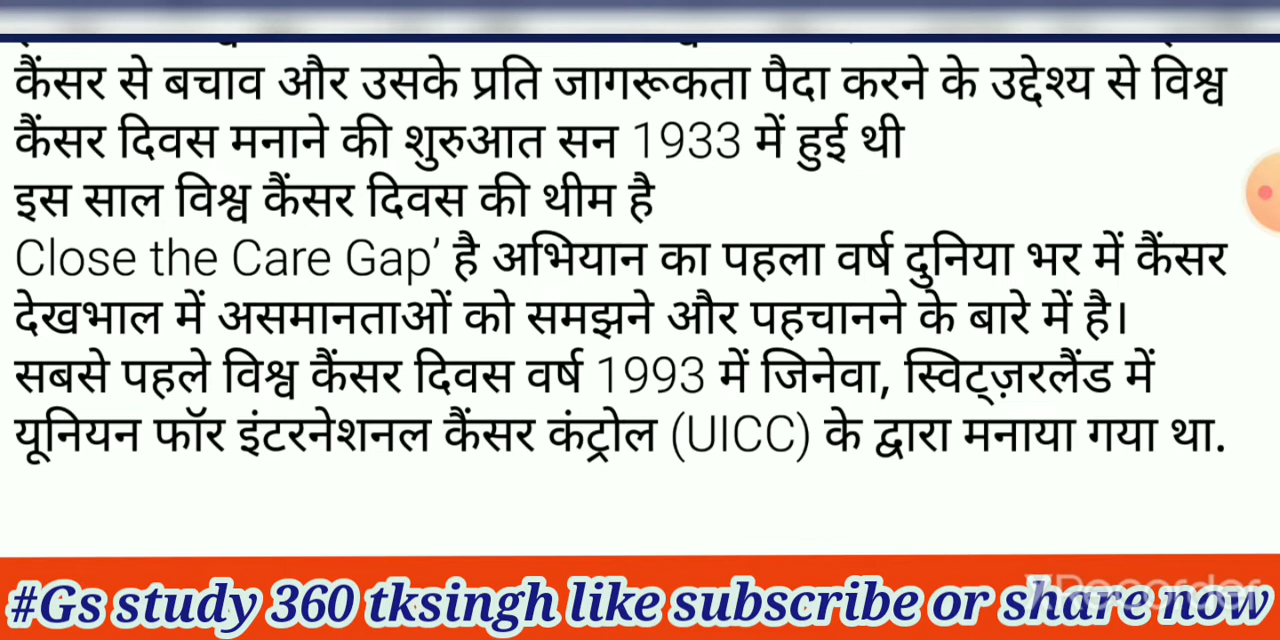 कैंसर से बचाव और उसके प्रति जागरूकता पैदा करने के उद्देश्य से विश्व
कैंसर दिवस मनाने की शुरुआत सन 1933 में हुई थी
इस साल विश्व कैंसर दिवस की थीम है
Close the Care Gap’ है अभियान का पहला वर्ष दुनिया भर में कैंसर
देखभाल में असमानताओं को समझने और पहचानने के बारे में है।
सबसे पहले विश्व कैंसर दिवस वर्ष 1993 में जिनेवा, स्विट्ज़रलैंड में
यूनियन फॉर इंटरनेशनल कैंसर कंट्रोल (UICC) के द्वारा मनाया गया था.
#Gs study 360 tksingh like subscribe or share now